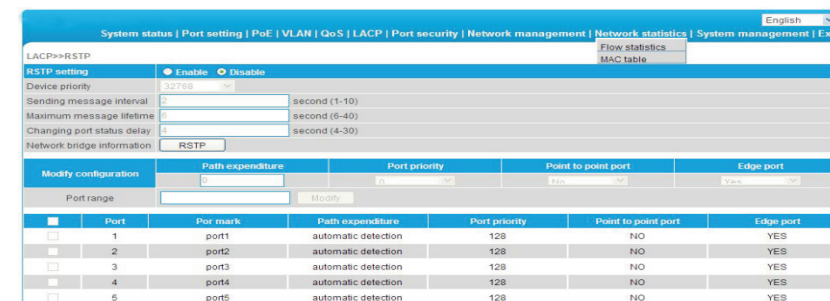 English
System status | Port setting | PoE | VLAN | QoS | LACP | Port security | Network management | Network statistics | System management | Ex
Flow statistics
MAC table
LACP>>RSTP
RSTP setting Enable Disable
Device priority 32768
Sending message interval 2 second (1-10)
Maximum message lifetime 6 second (6-40)
Changing port status delay 4 second (4-30)
Network bridge information RSTP
Modify configuration Path expenditure Port priority Point to point port Edge port
0 0 No Yes
Port range Modify
Port Por mark Path expenditure Port priority Point to point port Edge port
1 port1 automatic detection 128 NO YES
2 port2 automatic detection 128 NO YES
3 port3 automatic detection 128 NO YES
4 port4 automatic detection 128 NO YES
5 port5 automatic detection 128 NO YES